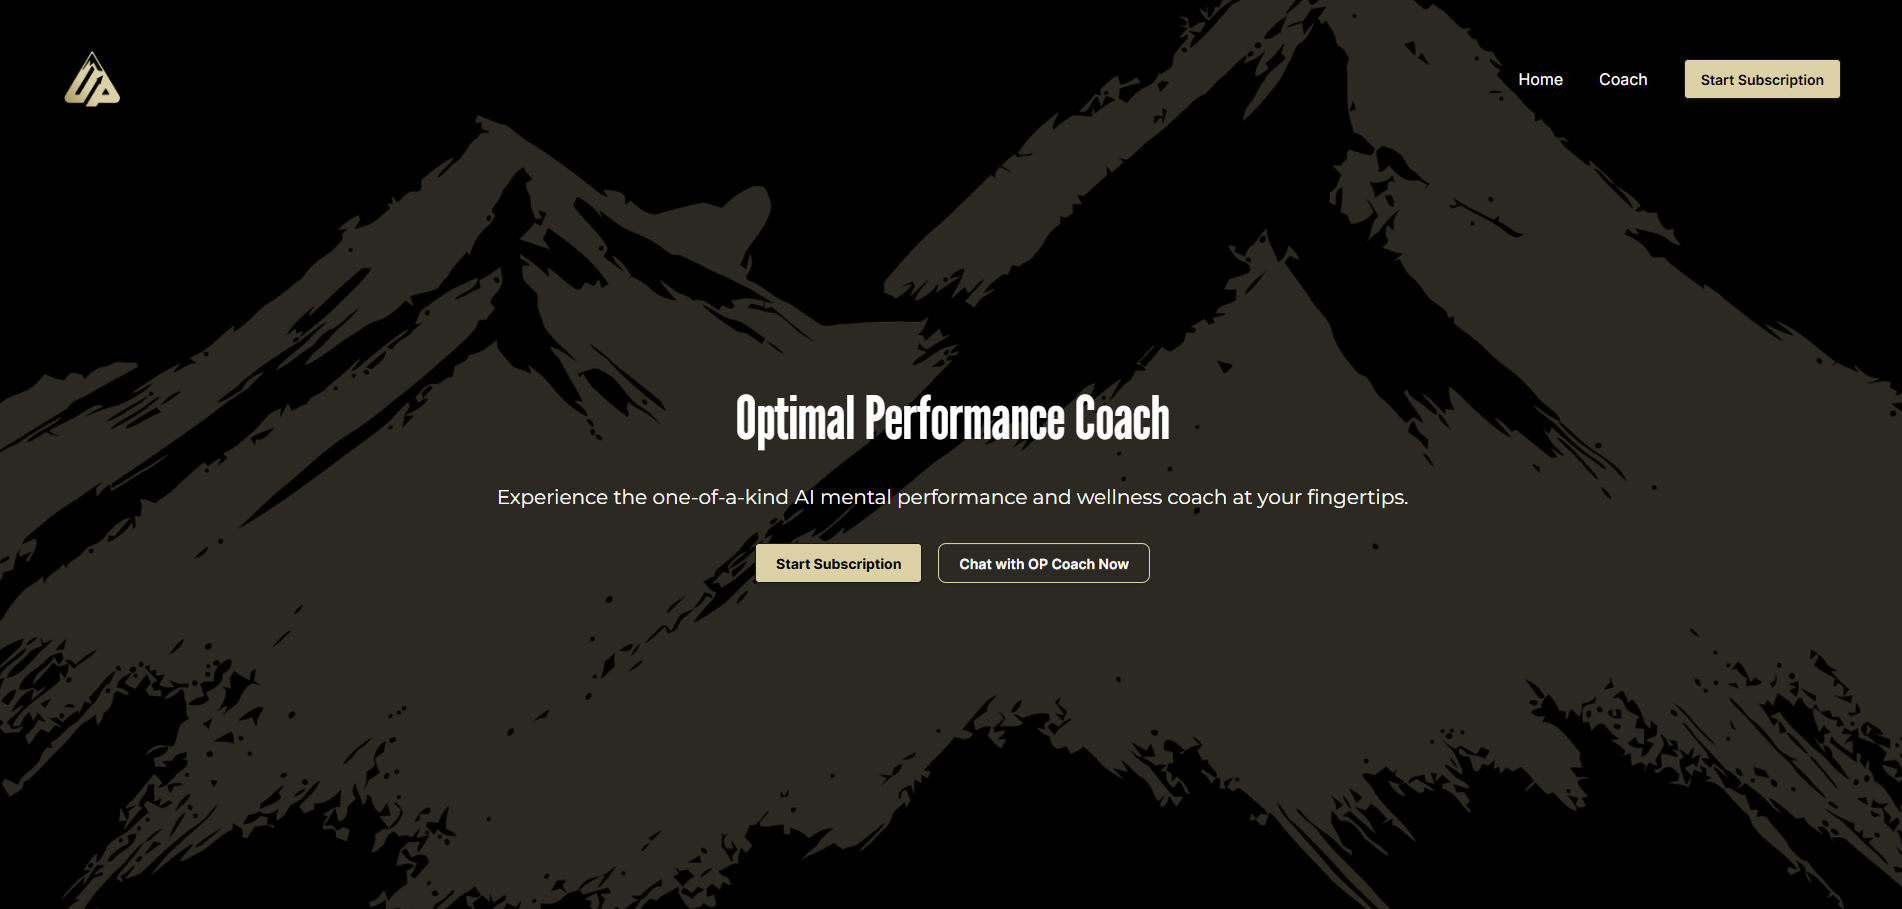 Home
Coach
Start Subscription
Optimal Performance Coach
Experience the one-of-a-kind AI mental performance and wellness coach at your fingertips.
Start Subscription
Chat with OP Coach Now